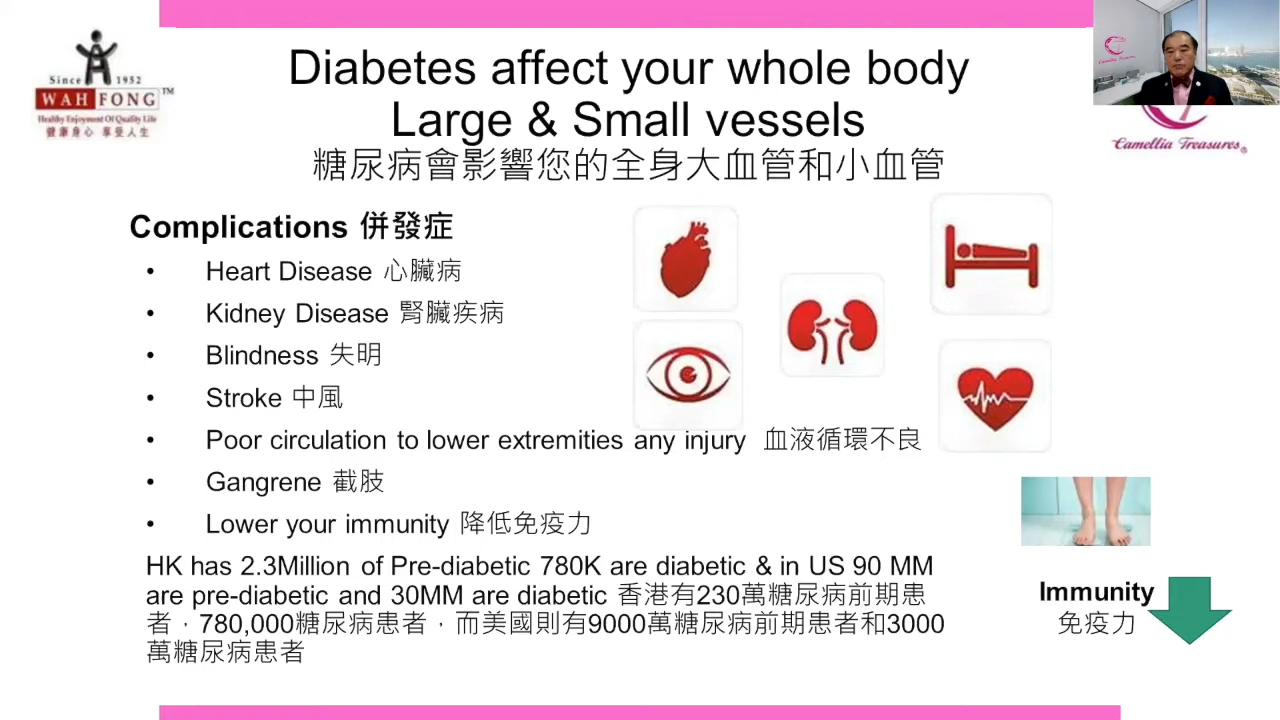 Since 1952
WAH FONG TM
Healthy Enjoyment Of Quality Life
健康身心 享受人生
Diabetes affect your whole body
Large & Small vessels
糖尿病會影響您的全身大血管和小血管
Camellia Treasures
Camellia Treasures®
Complications 併發症
• Heart Disease 心臟病
• Kidney Disease 腎臟疾病
• Blindness 失明
• Stroke 中風
• Poor circulation to lower extremities any injury 血液循環不良
• Gangrene 截肢
• Lower your immunity 降低免疫力
HK has 2.3Million of Pre-diabetic 780K are diabetic & in US 90 MM
are pre-diabetic and 30MM are diabetic 香港有230萬糖尿病前期患
者，780,000糖尿病患者，而美國則有9000萬糖尿病前期患者和3000
萬糖尿病患者
Immunity
免疫力